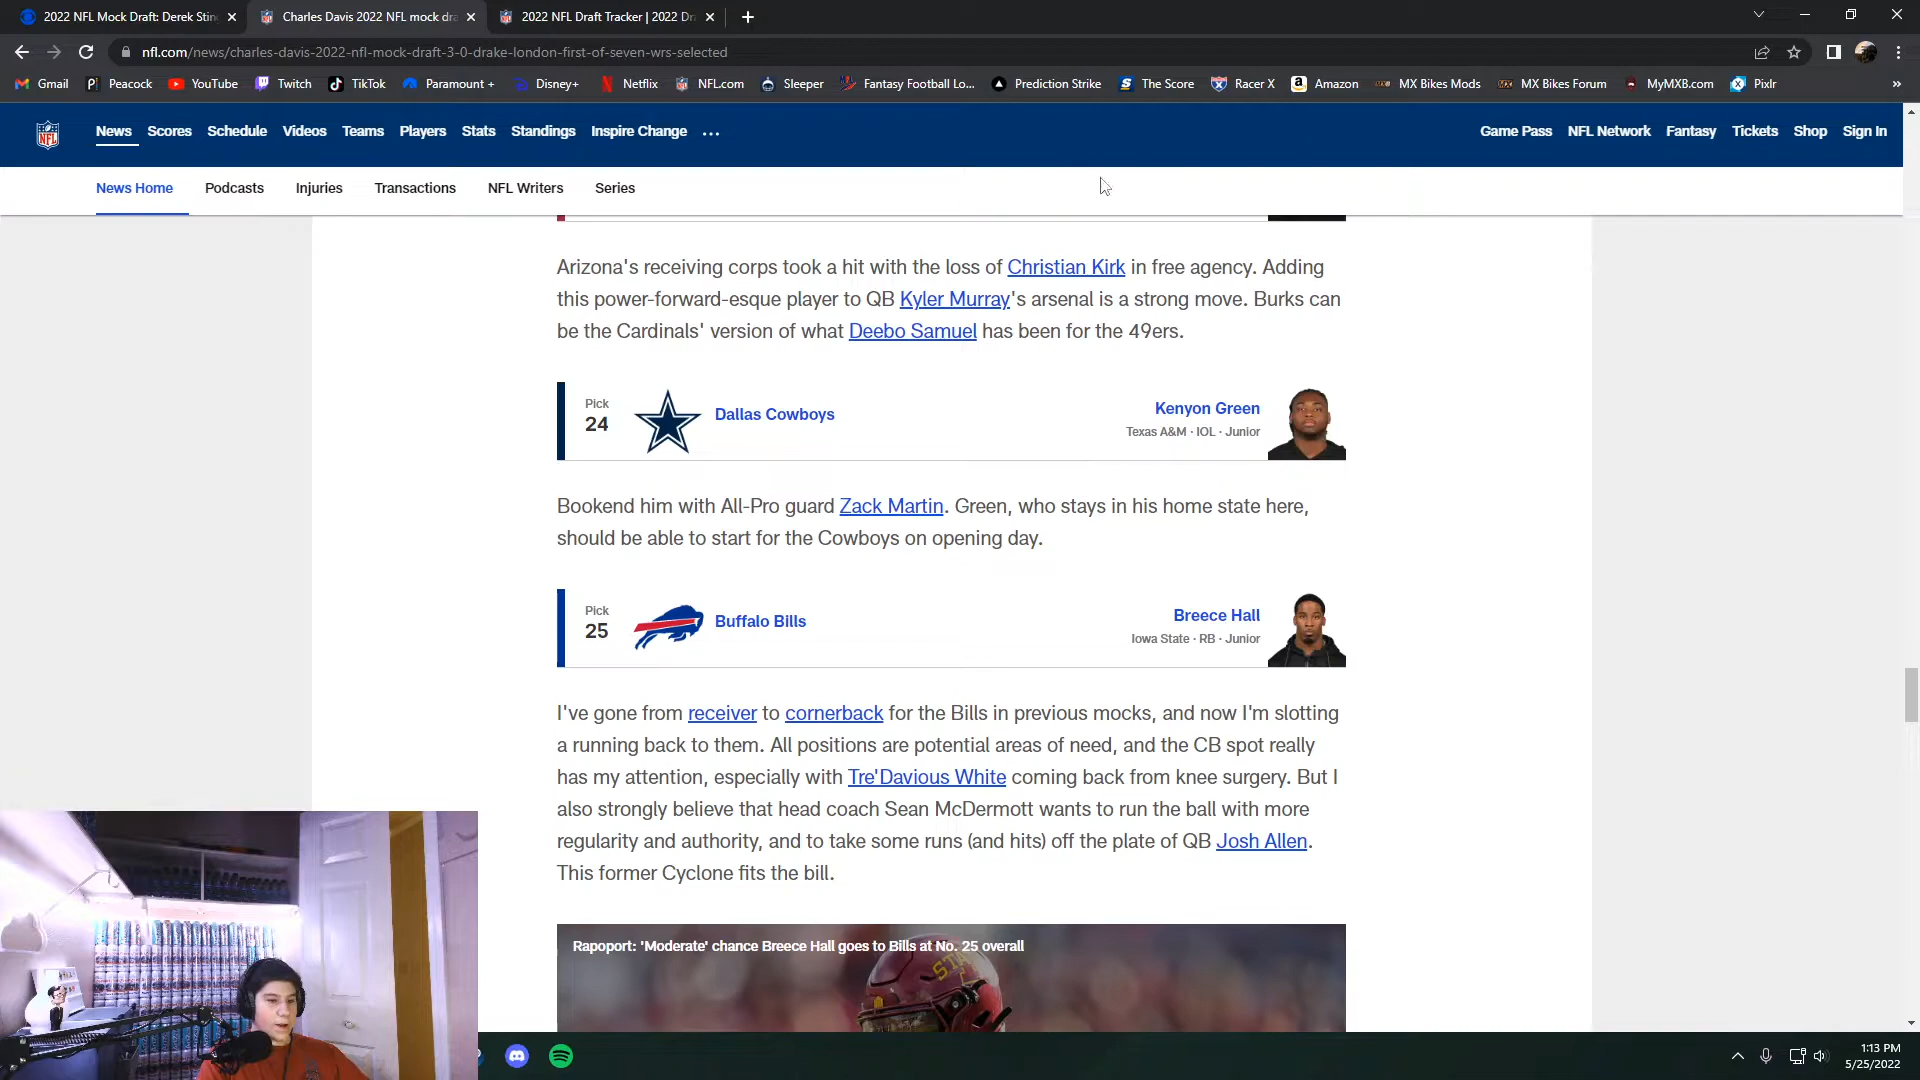 2022 NFL Mock Draft: Derek Sting
Charles Davis 2022 NFL mock dra
2022 NFL Draft Tracker | 2022 Dr
nfl.com/news/charles-davis-2022-nfl-mock-draft-3-0-drake-london-first-of-seven-wrs-selected
Gmail Peacock YouTube Twitch TikTok Paramount + Disney+ Netflix NFL.com Sleeper Fantasy Football Lo... Prediction Strike The Score Racer X Amazon MX Bikes Mods MX Bikes Forum MyMXB.com Pixlr »
News Scores Schedule Videos Teams Players Stats Standings Inspire Change ... Game Pass NFL Network Fantasy Tickets Shop Sign In
News Home Podcasts Injuries Transactions NFL Writers Series
Arizona's receiving corps took a hit with the loss of Christian Kirk in free agency. Adding
this power-forward-esque player to QB Kyler Murray's arsenal is a strong move. Burks can
be the Cardinals' version of what Deebo Samuel has been for the 49ers.
Pick
24
Dallas Cowboys
Kenyon Green
Texas A&M · IOL · Junior
Bookend him with All-Pro guard Zack Martin. Green, who stays in his home state here,
should be able to start for the Cowboys on opening day.
Pick
25
Buffalo Bills
Breece Hall
Iowa State · RB · Junior
I've gone from receiver to cornerback for the Bills in previous mocks, and now I'm slotting
a running back to them. All positions are potential areas of need, and the CB spot really
has my attention, especially with Tre'Davious White coming back from knee surgery. But I
also strongly believe that head coach Sean McDermott wants to run the ball with more
regularity and authority, and to take some runs (and hits) off the plate of QB Josh Allen.
This former Cyclone fits the bill.
Rapoport: 'Moderate' chance Breece Hall goes to Bills at No. 25 overall
1:13 PM
5/25/2022